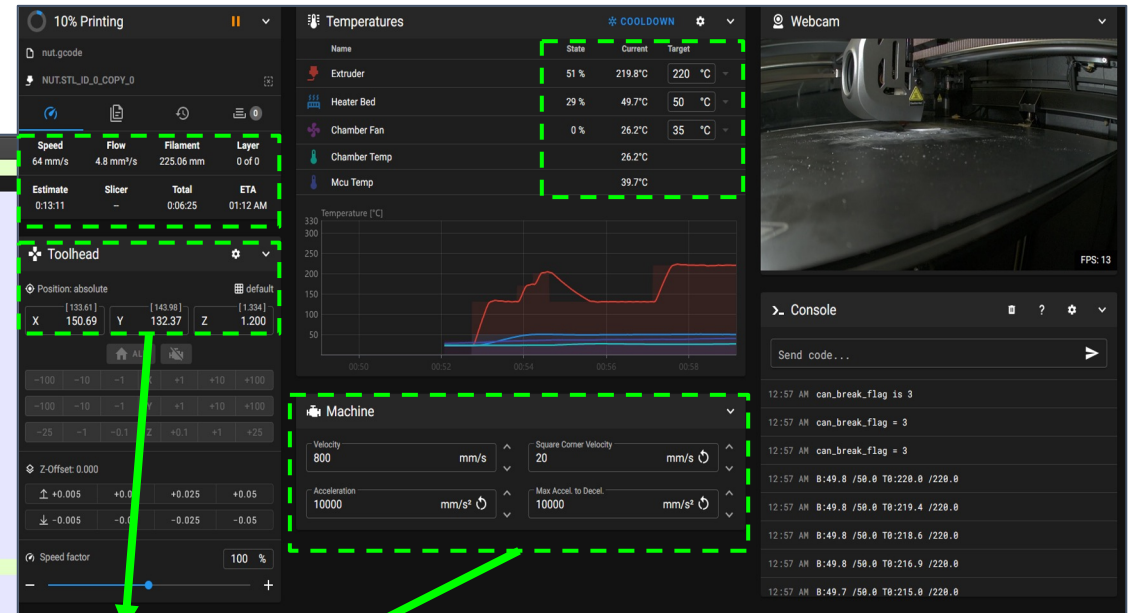 10% Printing
nut.gcode
NUT.STL_ID_0_COPY_0
0
Speed Flow Filament Layer
64 mm/s 4.8 mm³/s 225.06 mm 0 of 0
Estimate Slicer Total ETA
0:13:11 – 0:06:25 01:12 AM
Toolhead
Position: absolute default
[133.61] [143.98] [1.334]
X 150.69 Y 132.37 Z 1.200
-100 -10 -1 +1 +10 +100
-100 -10 -1 +1 +10 +100
-25 -1 -0.1 Z +0.1 +1 +25
Z-Offset: 0.000
+0.005 +0.025 +0.05
-0.005 -0.025 -0.05
Speed factor 100 %
− +
Temperatures COOLDOWN
Name State Current Target
Extruder 51 % 219.8°C 220 °C
Heater Bed 29 % 49.7°C 50 °C
Chamber Fan 0 % 26.2°C 35 °C
Chamber Temp 26.2°C
Mcu Temp 39.7°C
Temperature [°C]
330
300
250
200
150
100
50
00:50 00:52 00:54 00:56 00:58
Machine
Velocity Square Corner Velocity
800 mm/s 20 mm/s
Acceleration Max Accel. to Decel.
10000 mm/s² 10000 mm/s²
Webcam
FPS: 13
Console ?
Send code...
12:57 AM can_break_flag is 3
12:57 AM can_break_flag = 3
12:57 AM can_break_flag = 3
12:57 AM B:49.8 /50.0 T0:220.0 /220.0
12:57 AM B:49.8 /50.0 T0:219.4 /220.0
12:57 AM B:49.8 /50.0 T0:218.6 /220.0
12:57 AM B:49.8 /50.0 T0:216.9 /220.0
12:57 AM B:49.7 /50.0 T0:215.0 /220.0